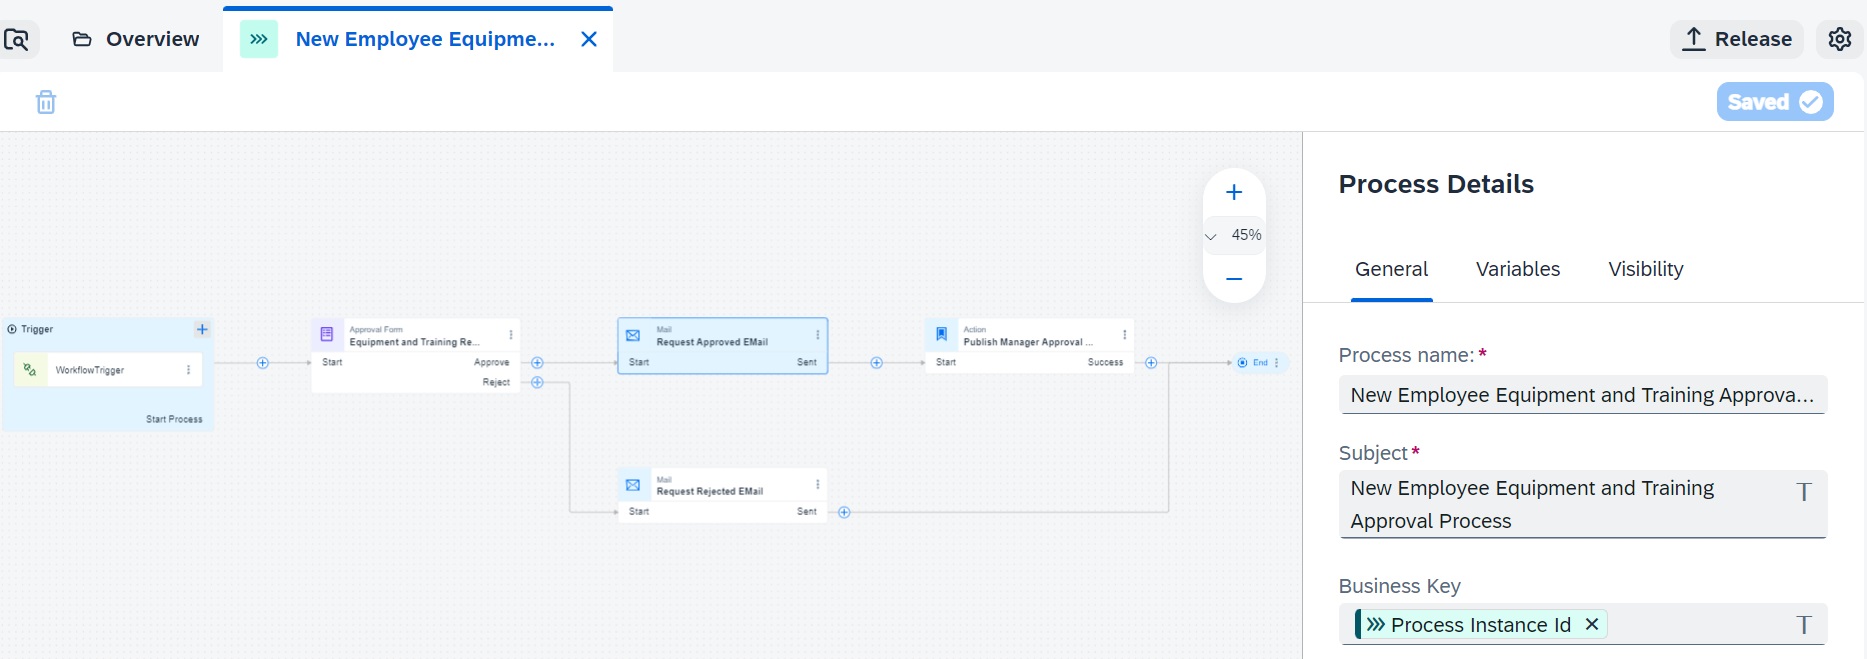 Overview
New Employee Equipme...
Release
Saved
45%
Trigger
WorkflowTrigger
Start Process
Approval Form
Equipment and Training Re...
Start
Approve
Reject
Mail
Request Approved EMail
Start
Sent
Action
Publish Manager Approval ...
Start
Success
End
Mail
Request Rejected EMail
Start
Sent
Process Details
General
Variables
Visibility
Process name:*
New Employee Equipment and Training Approva...
Subject*
New Employee Equipment and Training
Approval Process
Business Key
Process Instance Id